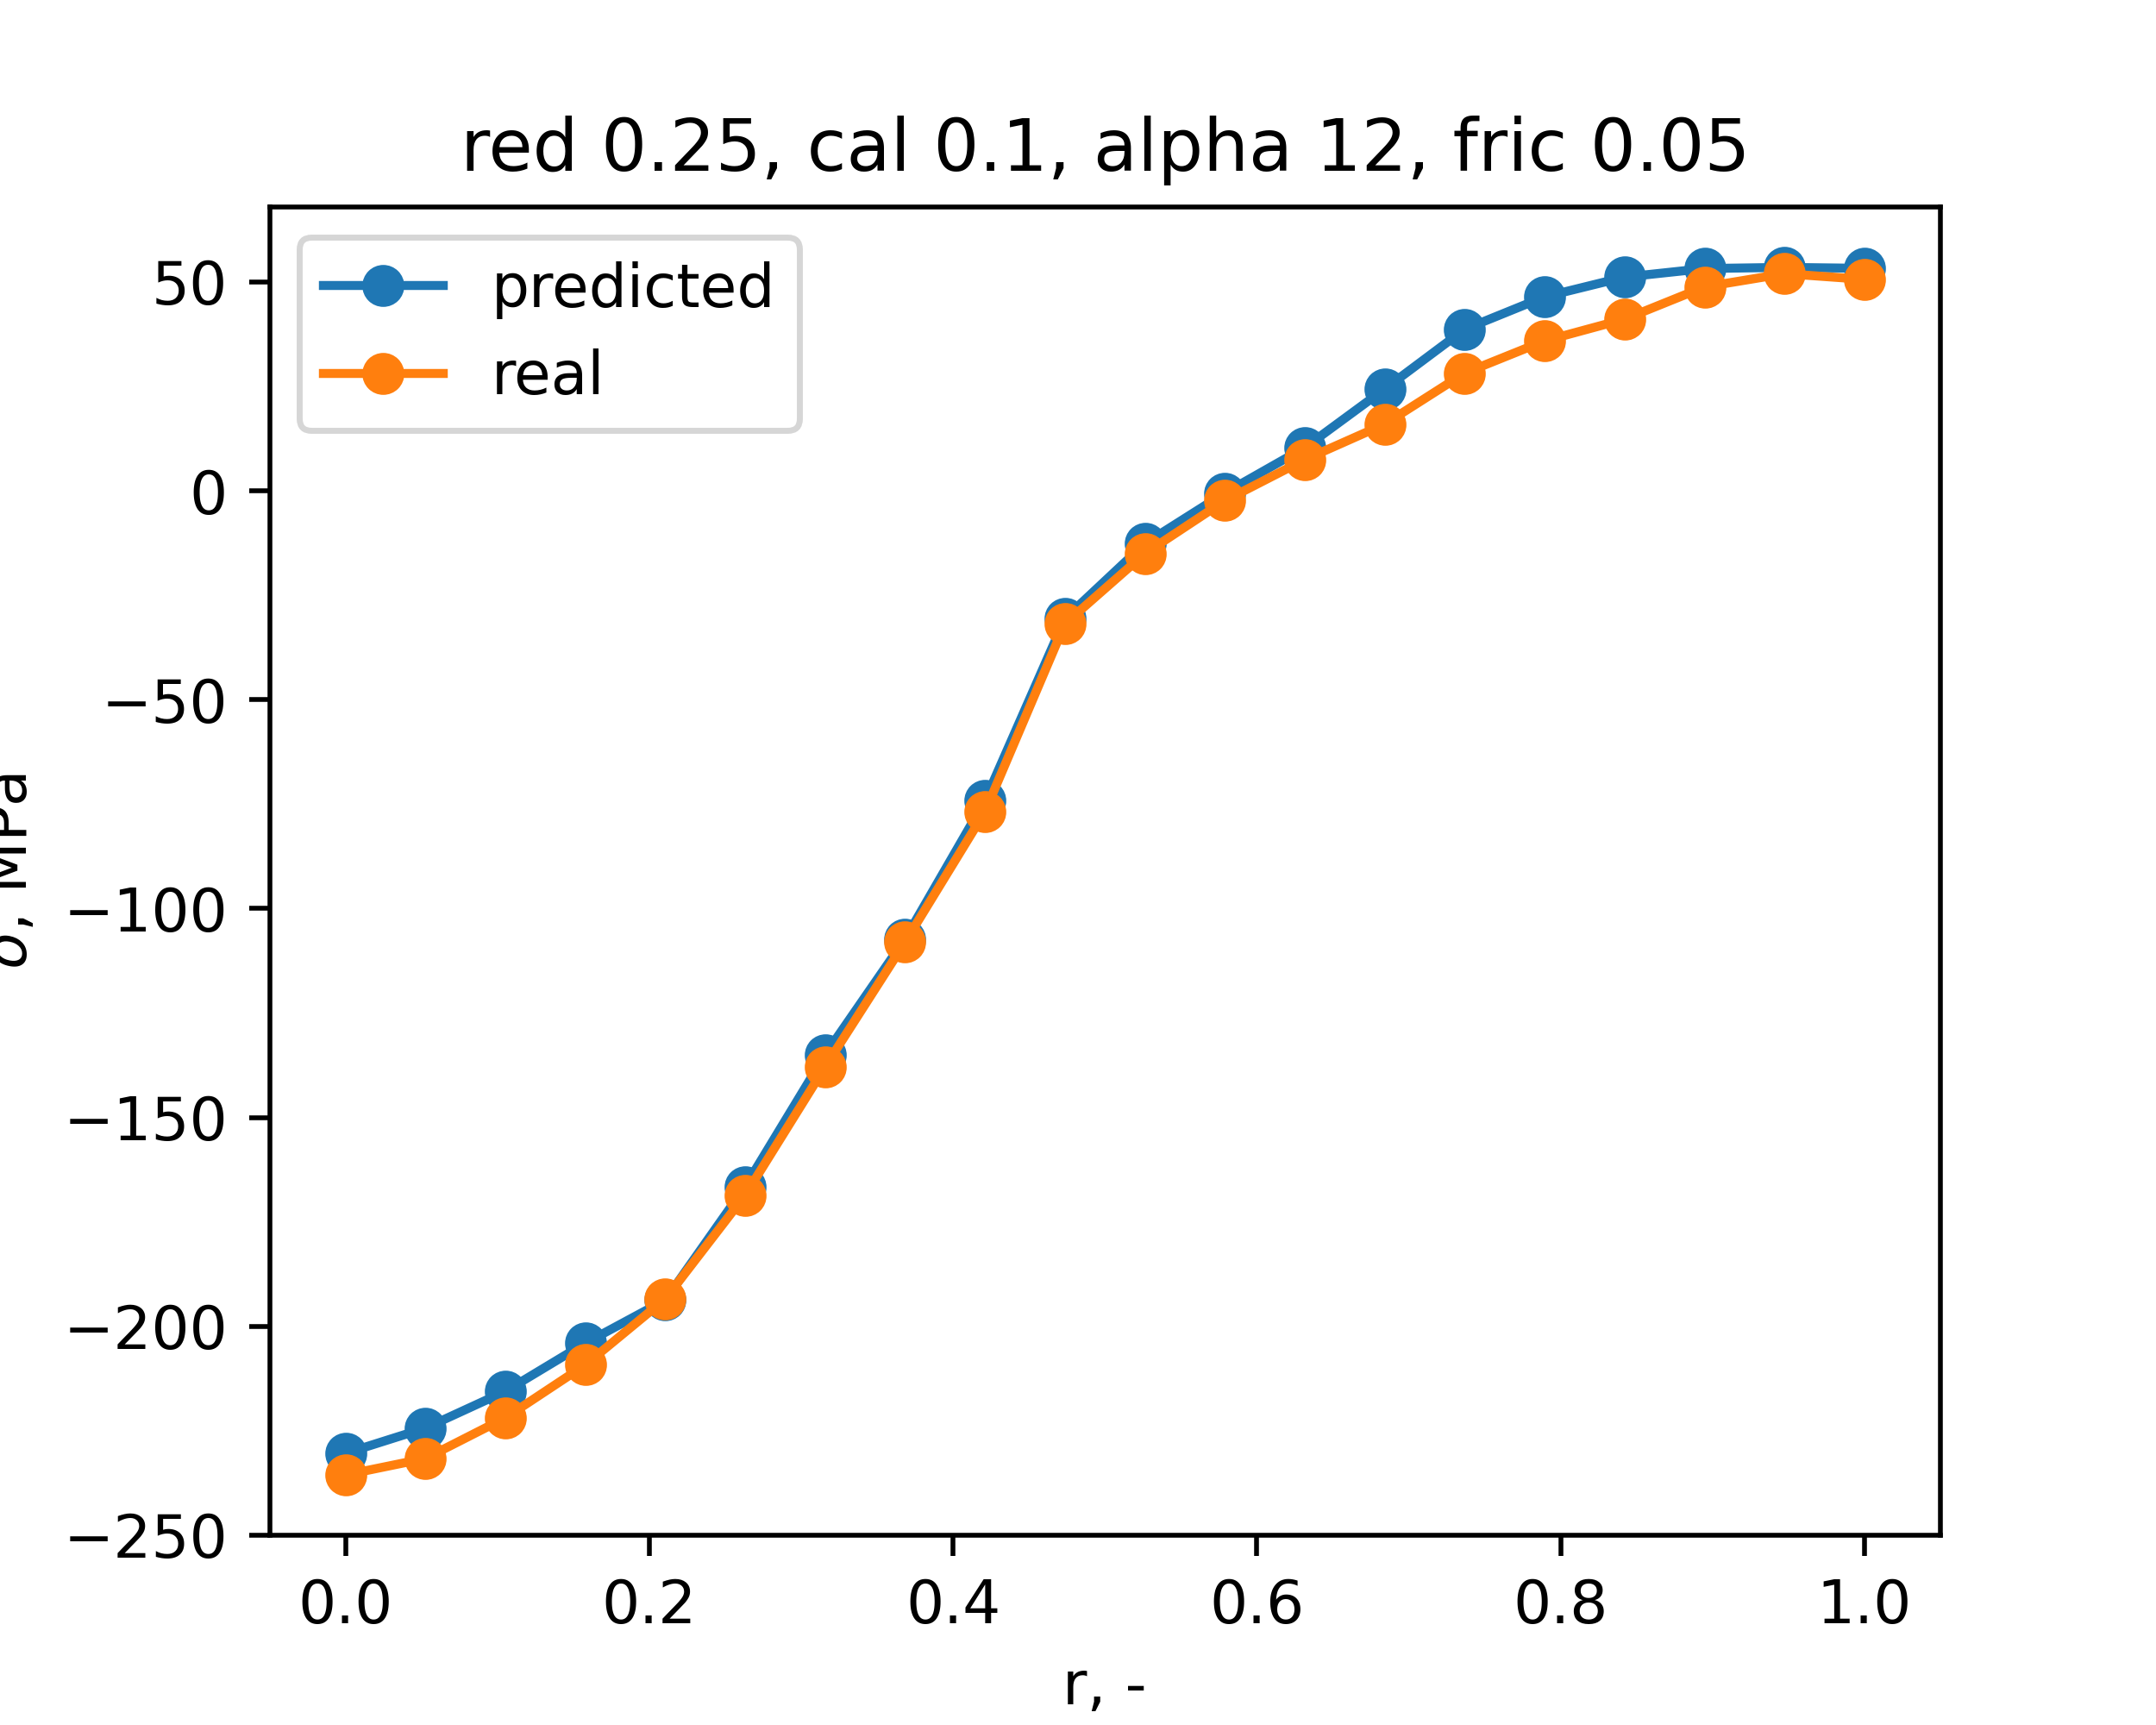 red 0.25, cal 0.1, alpha 12, fric 0.05
predicted
real
50
0
−50
−100
−150
−200
−250
σ, MPa
0.0 0.2 0.4 0.6 0.8 1.0
r, -